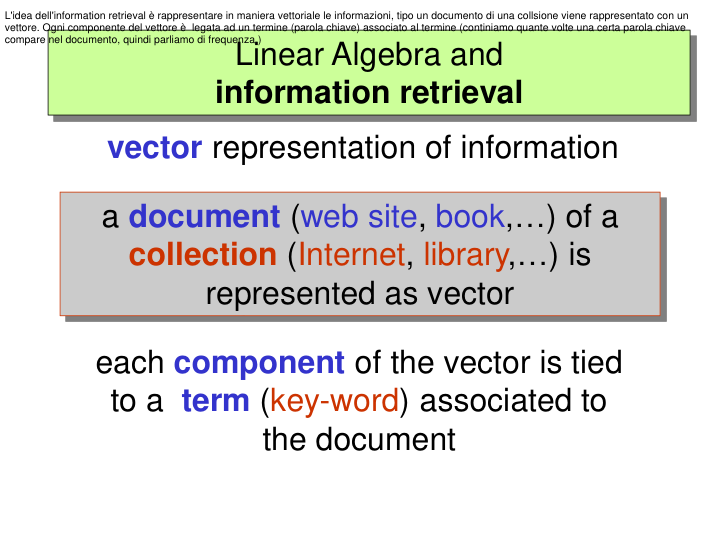 L'idea dell'information retrieval è rappresentare in maniera vettoriale le informazioni, tipo un documento di una collsione viene rappresentato con un
vettore. Ogni componente del vettore è  legata ad un termine (parola chiave) associato al termine (continiamo quante volte una certa parola chiave
compare nel documento, quindi parliamo di frequenza.)
Linear Algebra and
information retrieval
vector representation of information
a document (web site, book,…) of a
collection (Internet, library,…) is
represented as vector
each component of the vector is tied
to a  term (key-word) associated to
the document